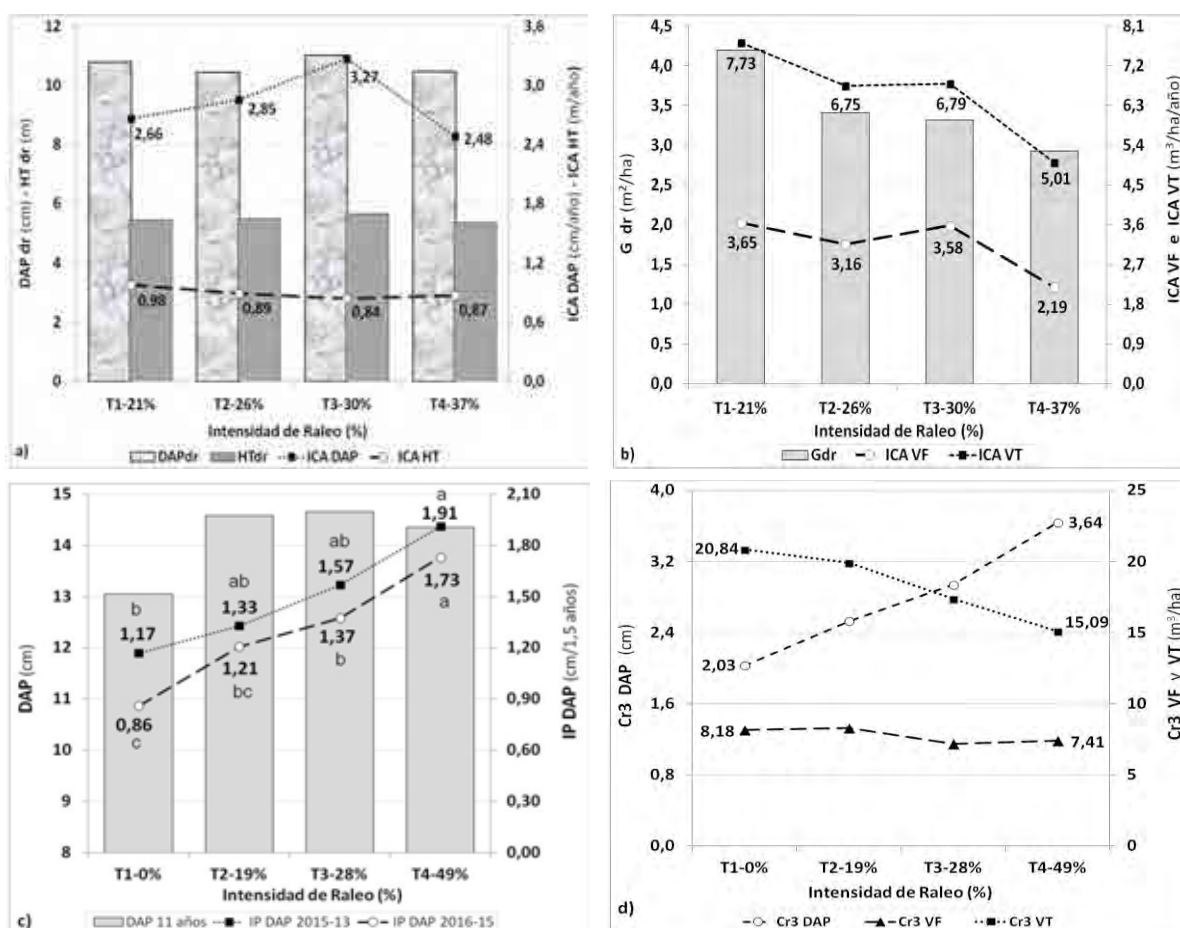 12
10
8
6
4
2
0
DAP dr (cm) - HT dr (m)
3,6
3,0
2,4
1,8
1,2
0,6
0,0
ICA DAP (cm/año) - ICA HT (m/año)
2,66
2,85
3,27
2,48
0,98
0,89
0,84
0,87
T1-21% T2-26% T3-30% T4-37%
Intensidad de Raleo (%)
a)
DAPdr HTdr ICA DAP ICA HT
4,5
4,0
3,5
3,0
2,5
2,0
1,5
1,0
0,5
0,0
G dr (m²/ha)
8,1
7,2
6,3
5,4
4,5
3,6
2,7
1,8
0,9
0,0
ICA VF e ICA VT (m³/ha/año)
7,73
6,75
6,79
5,01
3,65
3,16
3,58
2,19
T1-21% T2-26% T3-30% T4-37%
Intensidad de Raleo (%)
b)
Gdr ICA VF ICA VT
15
14
13
12
11
10
9
8
DAP (cm)
2,10
1,80
1,50
1,20
0,90
0,60
0,30
0,00
IP DAP (cm/1,5 años)
b
1,17
ab
1,33
ab
1,57
a
1,91
0,86
c
1,21
bc
1,37
b
1,73
a
T1-0% T2-19% T3-28% T4-49%
Intensidad de Raleo (%)
c)
DAP 11 años IP DAP 2015-13 IP DAP 2016-15
4,0
3,2
2,4
1,6
0,8
0,0
Cr3 DAP (cm)
25
20
15
10
5
0
Cr3 VF y VT (m³/ha)
20,84
3,64
2,03
15,09
8,18
7,41
T1-0% T2-19% T3-28% T4-49%
Intensidad de Raleo (%)
d)
Cr3 DAP Cr3 VF Cr3 VT